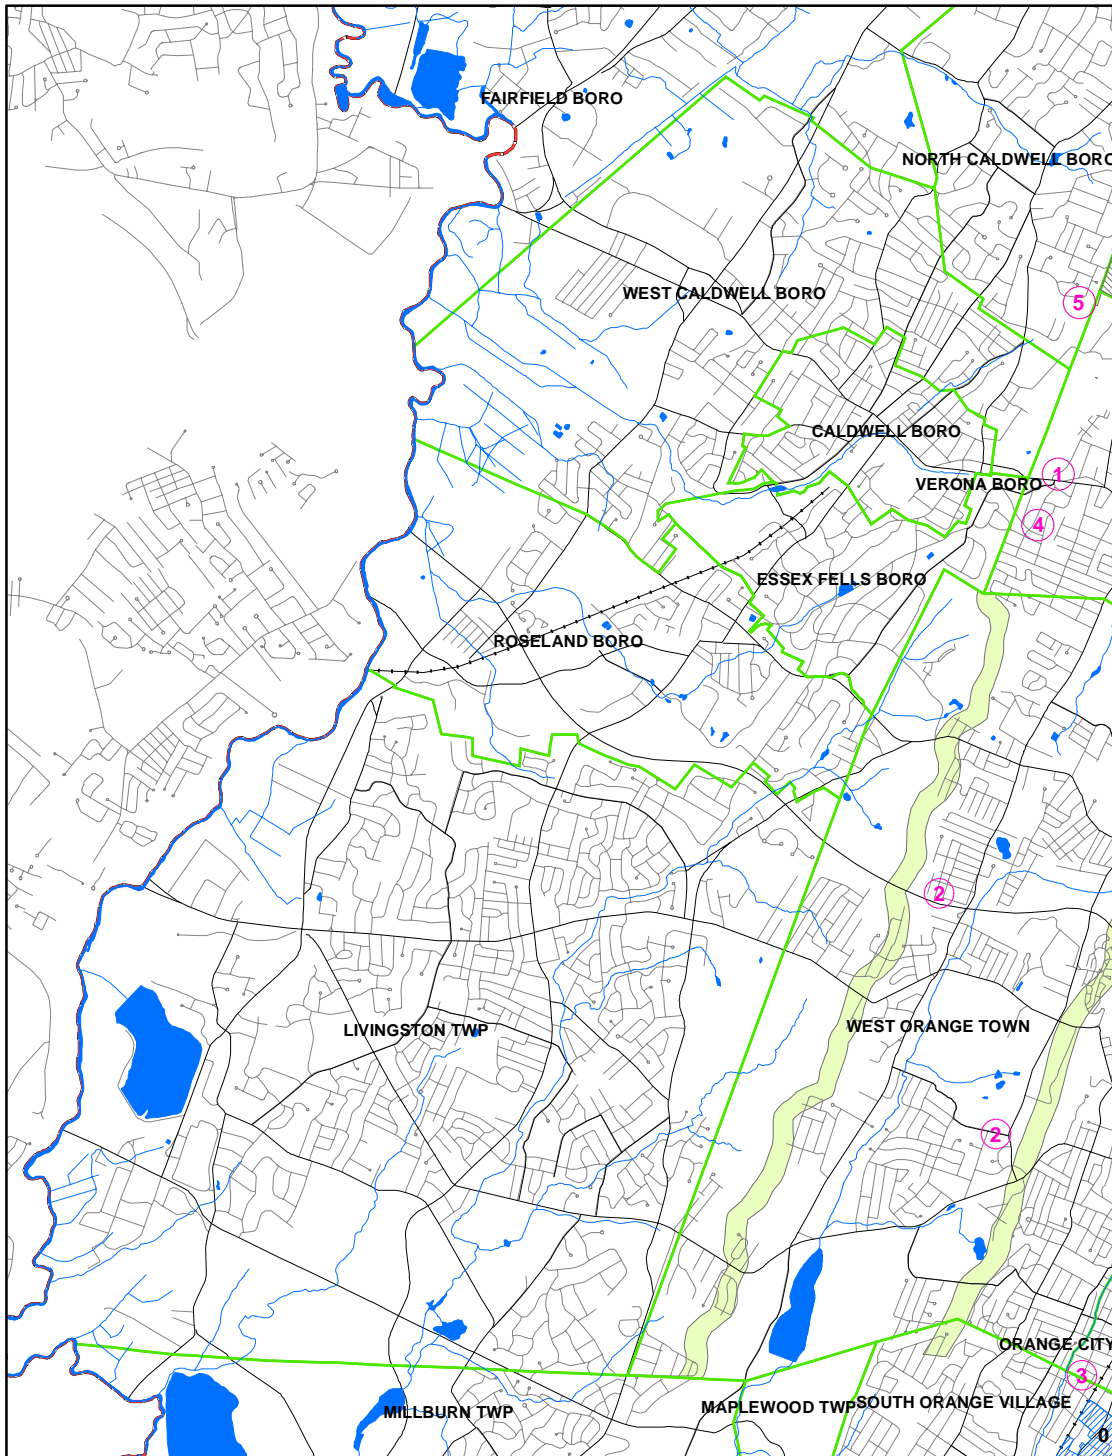 FAIRFIELD BORO
NORTH CALDWELL BORO
WEST CALDWELL BORO
5
CALDWELL BORO
1
VERONA BORO
4
ESSEX FELLS BORO
ROSELAND BORO
2
LIVINGSTON TWP
WEST ORANGE TOWN
2
ORANGE CITY
3
MILLBURN TWP
MAPLEWOOD TWP
SOUTH ORANGE VILLAGE
0